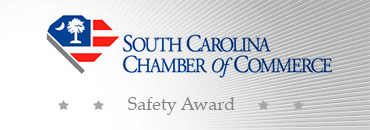 SOUTH CAROLINA
CHAMBER of COMMERCE
Safety Award